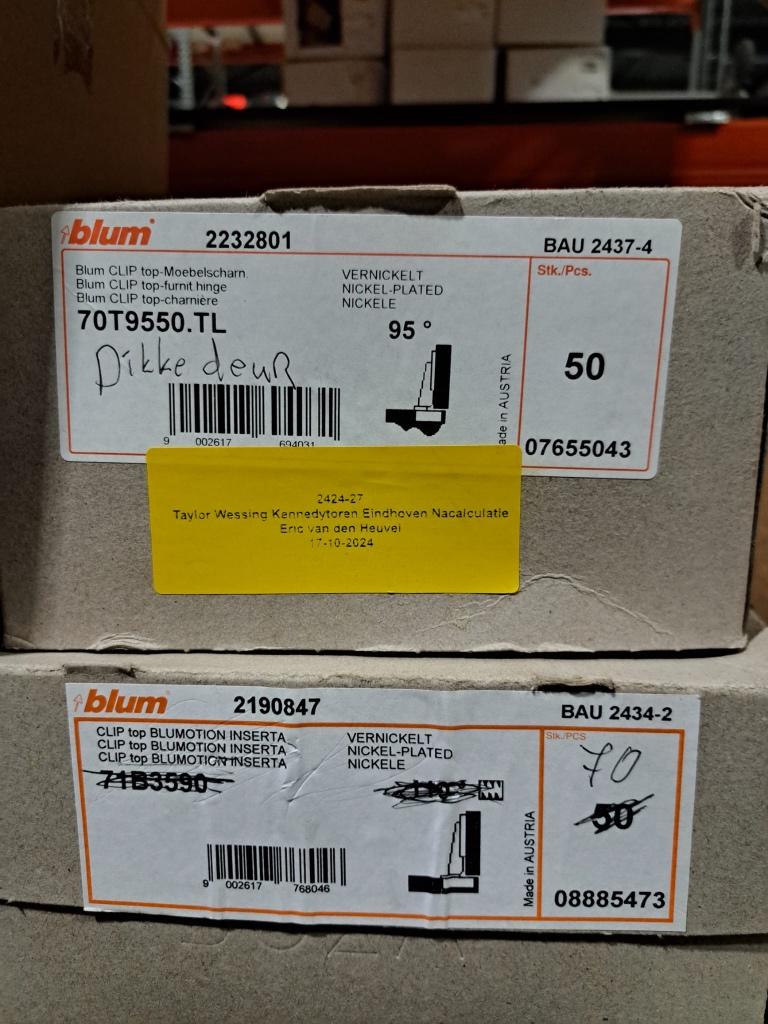 blum 2232801 BAU 2437-4
Blum CLIP top-Moebelscharn.
Blum CLIP top-furnit.hinge
Blum CLIP top-charnière
70T9550.TL
Dikke deur
VERNICKELT
NICKEL-PLATED
NICKELE
95 °
9 002617 694031
ade in AUSTRIA
Stk./Pcs.
50
07655043
2424-27
Taylor Wessing Kennedytoren Eindhoven Nacalculatie
Eric van den Heuvel
17-10-2024
blum 2190847 BAU 2434-2
CLIP top BLUMOTION INSERTA
CLIP top BLUMOTION INSERTA
CLIP top BLUMOTION INSERTA
71B3590
VERNICKELT
NICKEL-PLATED
NICKELE
9 002617 768046
Made in AUSTRIA
Stk./PCS
70
50
08885473